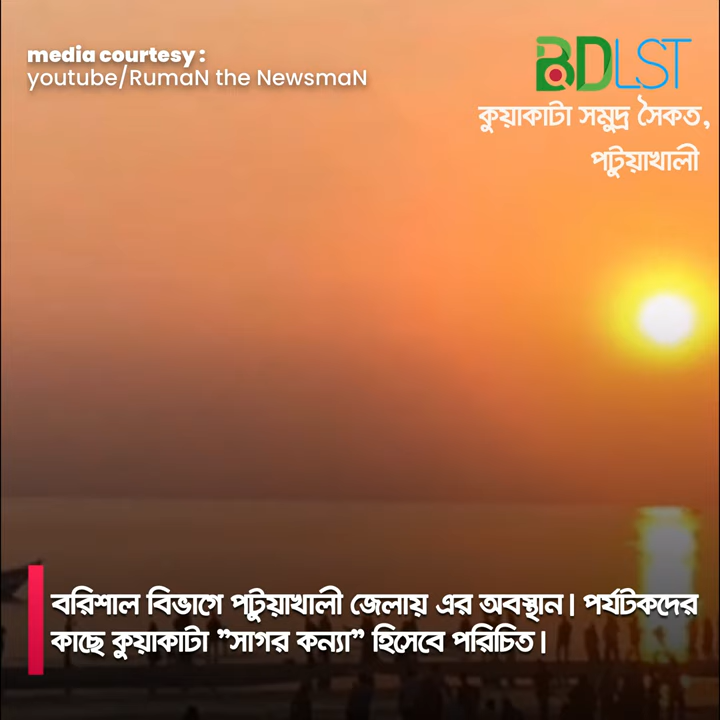 media courtesy :
youtube/RumaN the NewsmaN
BDLST
কুয়াকাটা সমুদ্র সৈকত,
পটুয়াখালী
বরিশাল বিভাগে পটুয়াখালী জেলায় এর অবস্থান। পর্যটকদের
কাছে কুয়াকাটা "সাগর কন্যা" হিসেবে পরিচিত।